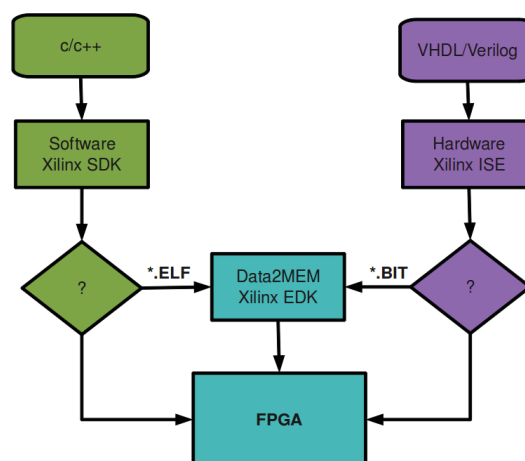 c/c++
VHDL/Verilog
Software
Xilinx SDK
Hardware
Xilinx ISE
?
*.ELF
Data2MEM
Xilinx EDK
*.BIT
?
FPGA